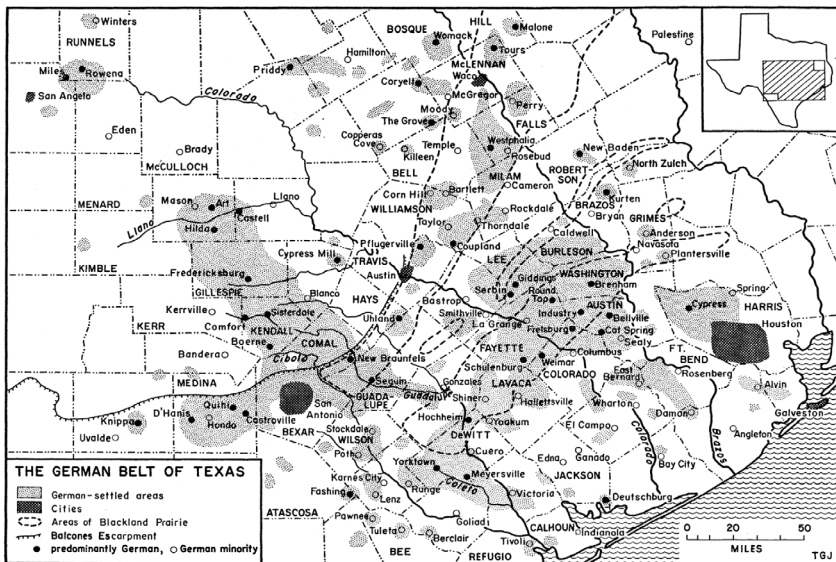 Winters
RUNNELS
Miles
Rowena
San Angelo
Colorado
Eden
Brady
McCULLOCH
MENARD
Mason
Art
Llano
Castell
Hilda
Llano
KIMBLE
Fredericksburg
GILLESPIE
Cypress Mill
Kerrville
KERR
Comfort
Sisterdale
Blanco
KENDALL
Boerne
Bandera
Cibolo
COMAL
MEDINA
Quihi
D'Hanis
Hondo
Castroville
Knippa
Uvalde
BEXAR
San
Antonio
BOSQUE
HILL
Malone
Womack
Tours
Hamilton
Priddy
McLENNAN
Waco
Coryell
McGregor
Moody
Perry
The Grove
FALLS
Copperas
Cove
Killeen
Temple
Westphalia
Rosebud
BELL
MILAM
Cameron
Corn Hill
Bartlett
WILLIAMSON
Rockdale
Taylor
Thorndale
Pflugerville
Coupland
TRAVIS
Austin
HAYS
LEE
Bastrop
Uhland
Smithville
New Braunfels
Seguin
GUADA-
LUPE
Guadalupe
Gonzales
Palestine
New Baden
North Zulch
ROBERT-
SON
Kurten
BRAZOS
Bryan
GRIMES
Anderson
Navasota
Plantersville
Caldwell
BURLESON
WASHINGTON
Brenham
Giddings
Round
Top
Serbin
AUSTIN
Industry
Bellville
La Grange
Frelsburg
Cat Spring
Sealy
FAYETTE
Weimar
Columbus
Schulenburg
COLORADO
LAVACA
Shiner
Hallettsville
Spring
Cypress
HARRIS
Houston
FT.
BEND
East
Bernard
Rosenberg
Alvin
Galveston
Wharton
Damon
El Campo
Angleton
Colorado
Brazos
Bay City
Hochheim
Yoakum
DeWITT
Cuero
Stockdale
WILSON
Poth
Yorktown
Meyersville
Edna
Ganado
JACKSON
Karnes City
Runge
Coleto
Fashing
Lenz
Victoria
Deutschburg
ATASCOSA
Pawnee
Goliad
CALHOUN
Indianola
Tuleta
Berclair
Tivoli
BEE
REFUGIO
THE GERMAN BELT OF TEXAS
German-settled areas
Cities
Areas of Blackland Prairie
Balcones Escarpment
predominantly German, German minority
0 10 20 30 50
MILES
TGJ